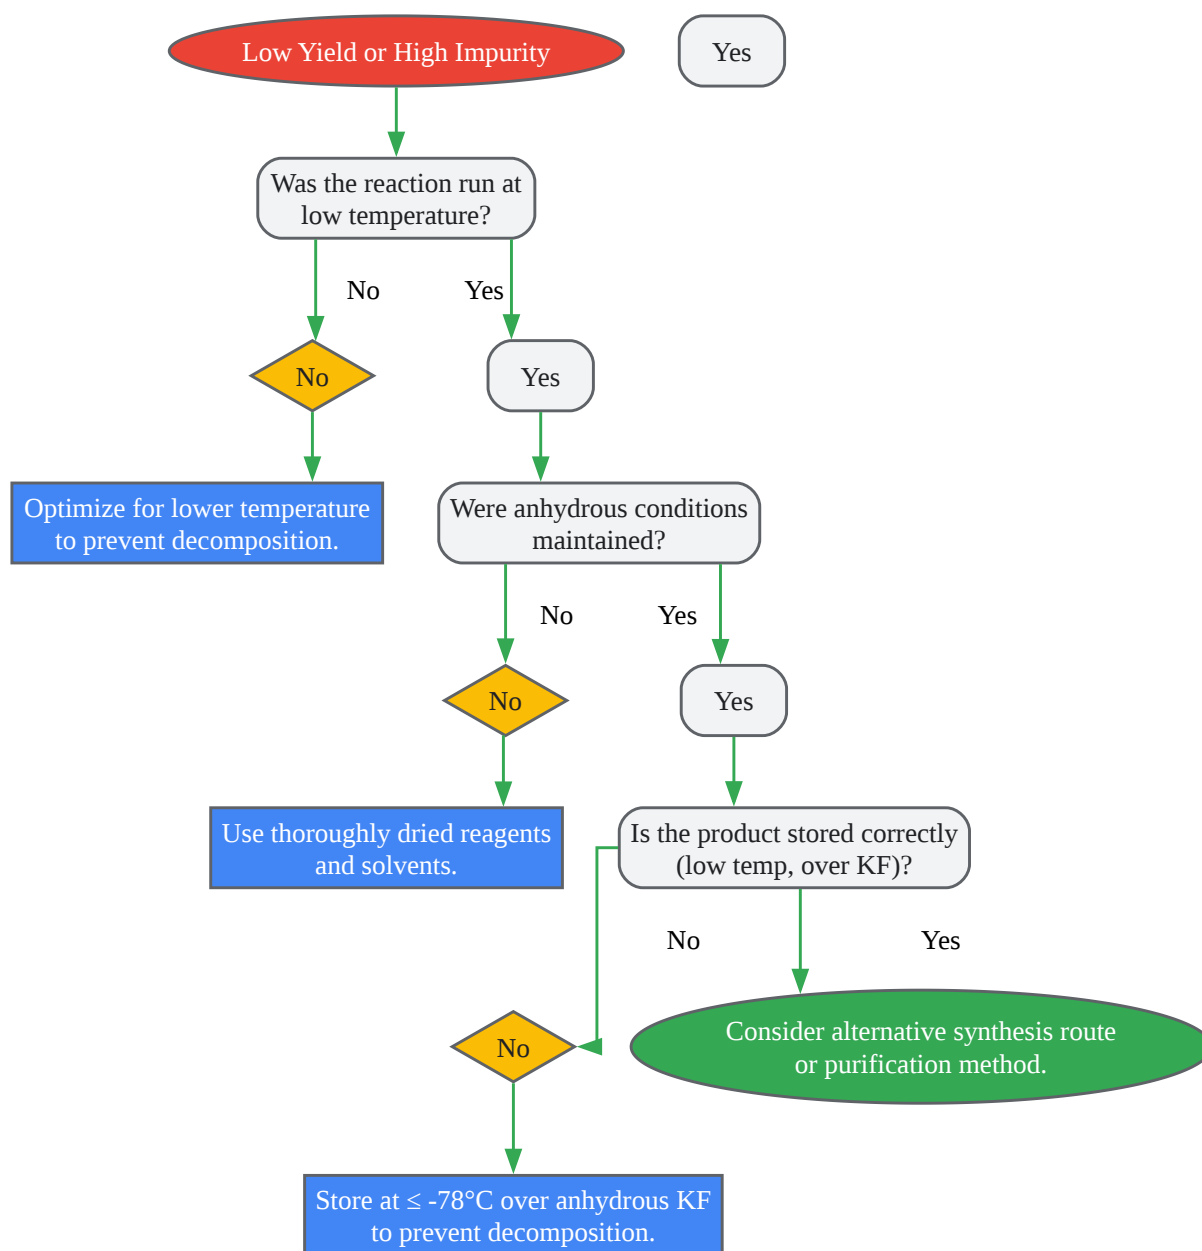 Low Yield or High Impurity
Yes
Was the reaction run at
low temperature?
No
Yes
No
Yes
Optimize for lower temperature
to prevent decomposition.
Were anhydrous conditions
maintained?
No
Yes
No
Yes
Use thoroughly dried reagents
and solvents.
Is the product stored correctly
(low temp, over KF)?
No
Yes
No
Consider alternative synthesis route
or purification method.
Store at ≤ -78°C over anhydrous KF
to prevent decomposition.